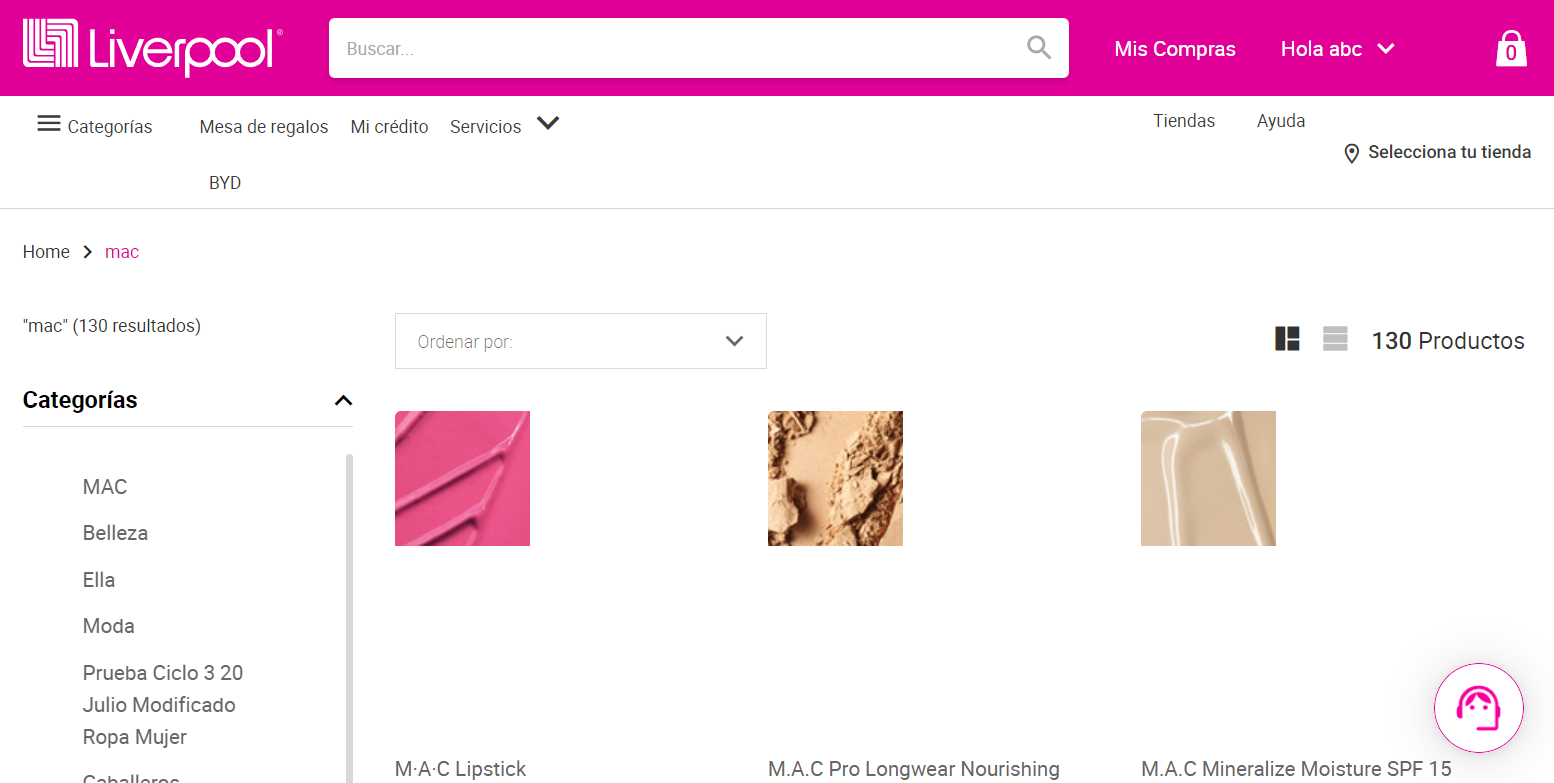 Liverpool®
Buscar...
Mis Compras
Hola abc
0
Categorías
Mesa de regalos
Mi crédito
Servicios
Tiendas
Ayuda
Selecciona tu tienda
BYD
Home
mac
"mac" (130 resultados)
Ordenar por:
130 Productos
Categorías
MAC
Belleza
Ella
Moda
Prueba Ciclo 3 20
Julio Modificado
Ropa Mujer
Caballeros
M·A·C Lipstick
M.A.C Pro Longwear Nourishing
M.A.C Mineralize Moisture SPF 15